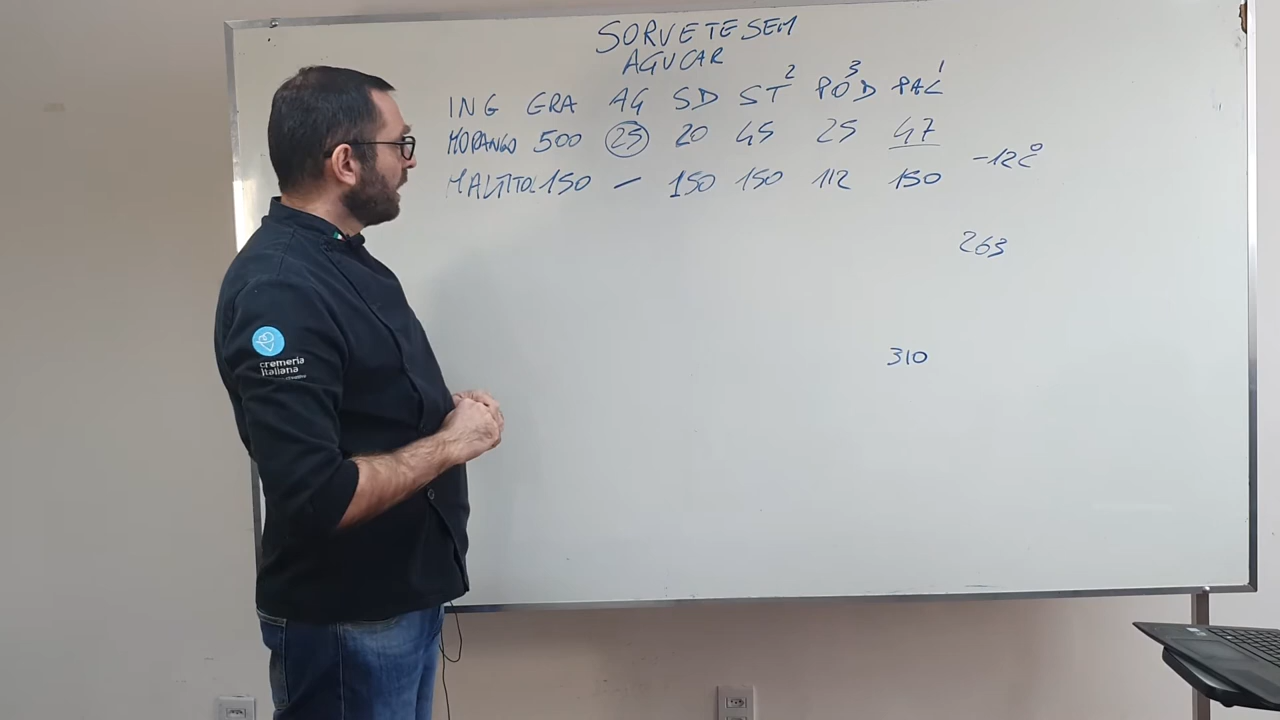 SORVETE SEM
AÇUCAR
ING GRA AG SD ST² POD³ PAC¹
MORANGO 500 25 20 45 25 47
-12C°
MALTITOL 150 — 150 150 112 150
263
310
cremeria
italiana